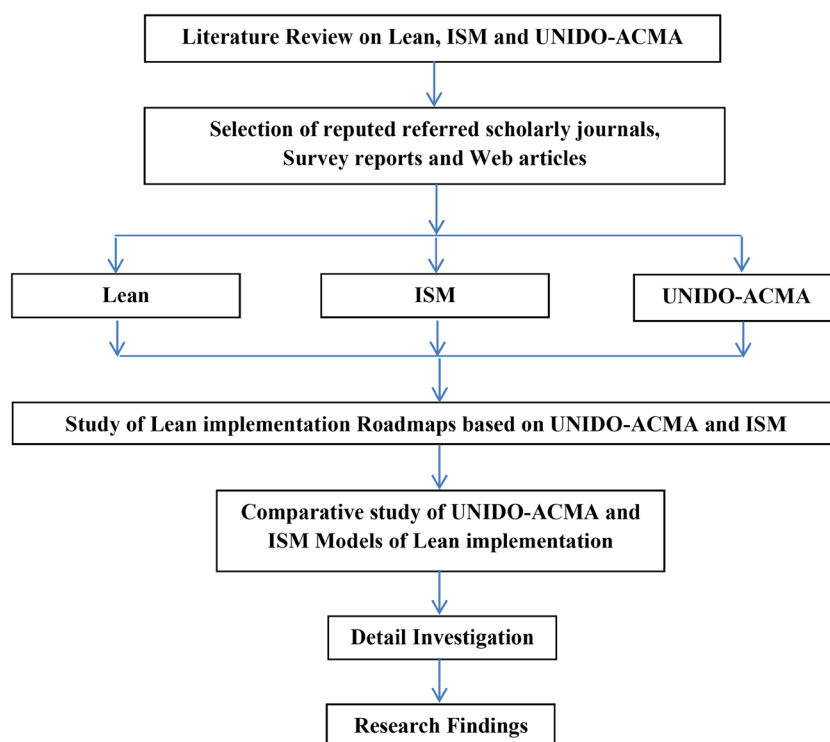 Literature Review on Lean, ISM and UNIDO-ACMA
Selection of reputed referred scholarly journals,
Survey reports and Web articles
Lean
ISM
UNIDO-ACMA
Study of Lean implementation Roadmaps based on UNIDO-ACMA and ISM
Comparative study of UNIDO-ACMA and
ISM Models of Lean implementation
Detail Investigation
Research Findings